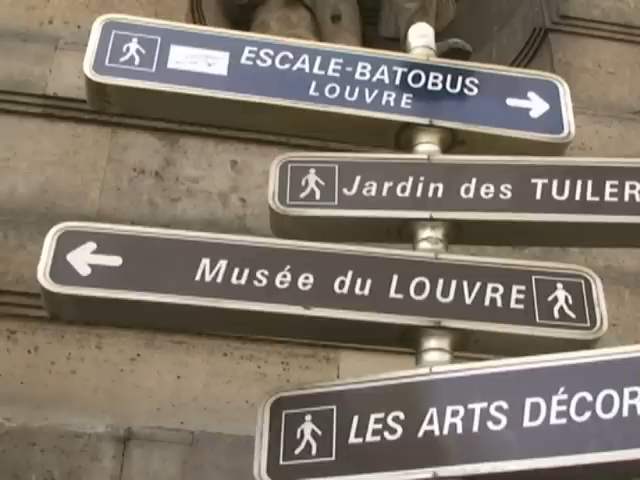 ESCALE-BATOBUS
LOUVRE
Jardin des TUILER
Musée du LOUVRE
LES ARTS DÉCOR